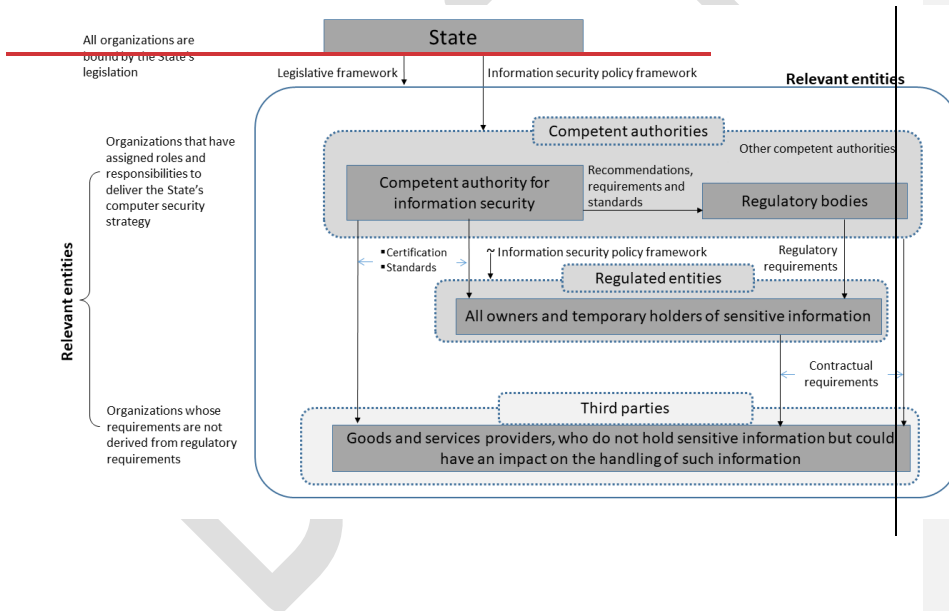 All organizations are
bound by the State's
legislation
State
Legislative framework
Information security policy framework
Relevant entities
Organizations that have
assigned roles and
responsibilities to
deliver the State's
computer security
strategy
Competent authorities
Other competent authorities
Competent authority for
information security
Recommendations,
requirements and
standards
Regulatory bodies
▪Certification
▪Standards
~ Information security policy framework
Regulatory
requirements
Regulated entities
All owners and temporary holders of sensitive information
Relevant entities
Contractual
requirements
Organizations whose
requirements are not
derived from regulatory
requirements
Third parties
Goods and services providers, who do not hold sensitive information but could
have an impact on the handling of such information